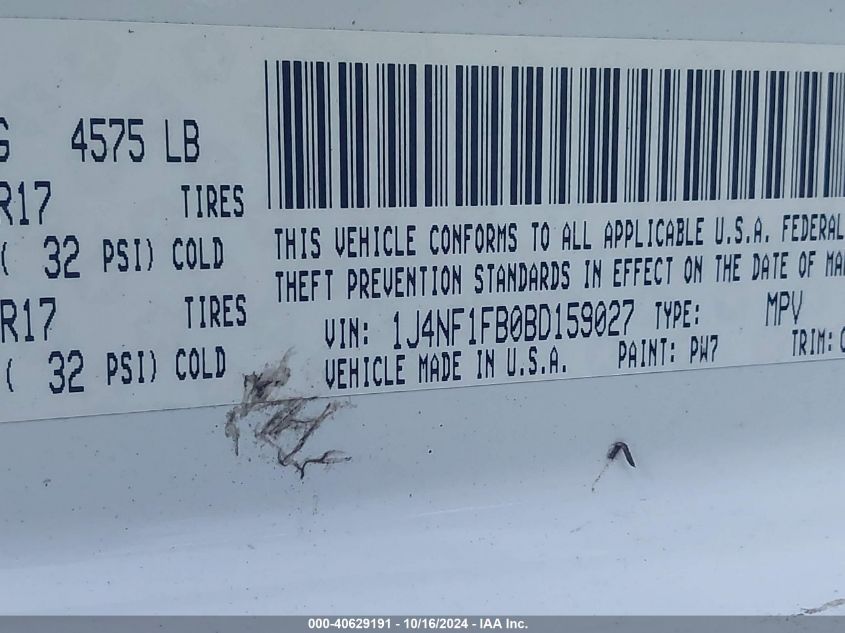 4575 LB
R17 TIRES
( 32 PSI) COLD
R17 TIRES
( 32 PSI) COLD
THIS VEHICLE CONFORMS TO ALL APPLICABLE U.S.A. FEDERAL
THEFT PREVENTION STANDARDS IN EFFECT ON THE DATE OF
VIN: 1J4NF1FB0BD159027 TYPE: MPV
VEHICLE MADE IN U.S.A. PAINT: PW7 TRIM:
000-40629191 - 10/16/2024 - IAA Inc.